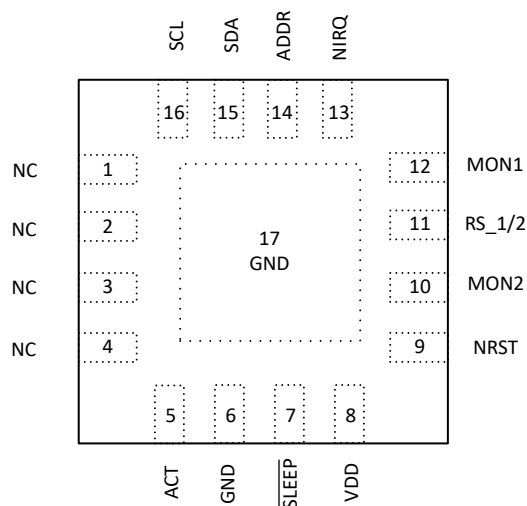 SCL SDA ADDR NIRQ
16 15 14 13
NC 1 12 MON1
NC 2 11 RS_1/2
17
GND
NC 3 10 MON2
NC 4 9 NRST
5 6 7 8
ACT GND SLEEP VDD